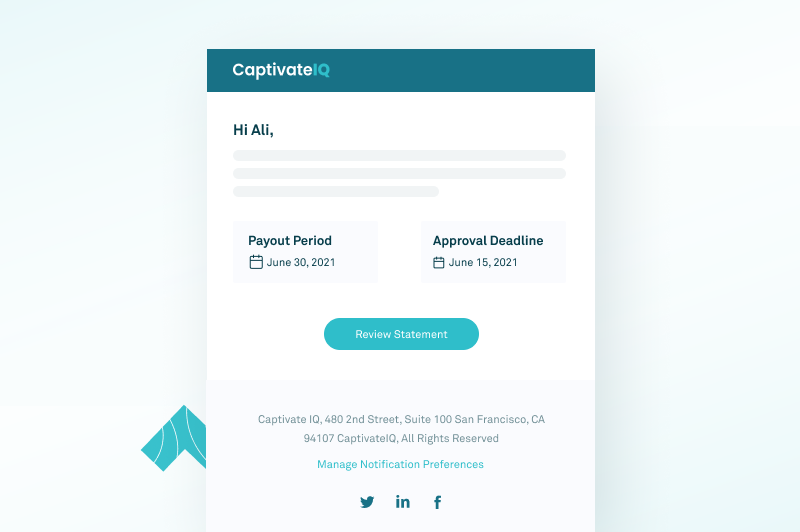 CaptivateIQ
Hi Ali,
Payout Period
June 30, 2021
Approval Deadline
June 15, 2021
Review Statement
Captivate IQ, 480 2nd Street, Suite 100 San Francisco, CA
94107 CaptivateIQ, All Rights Reserved
Manage Notification Preferences